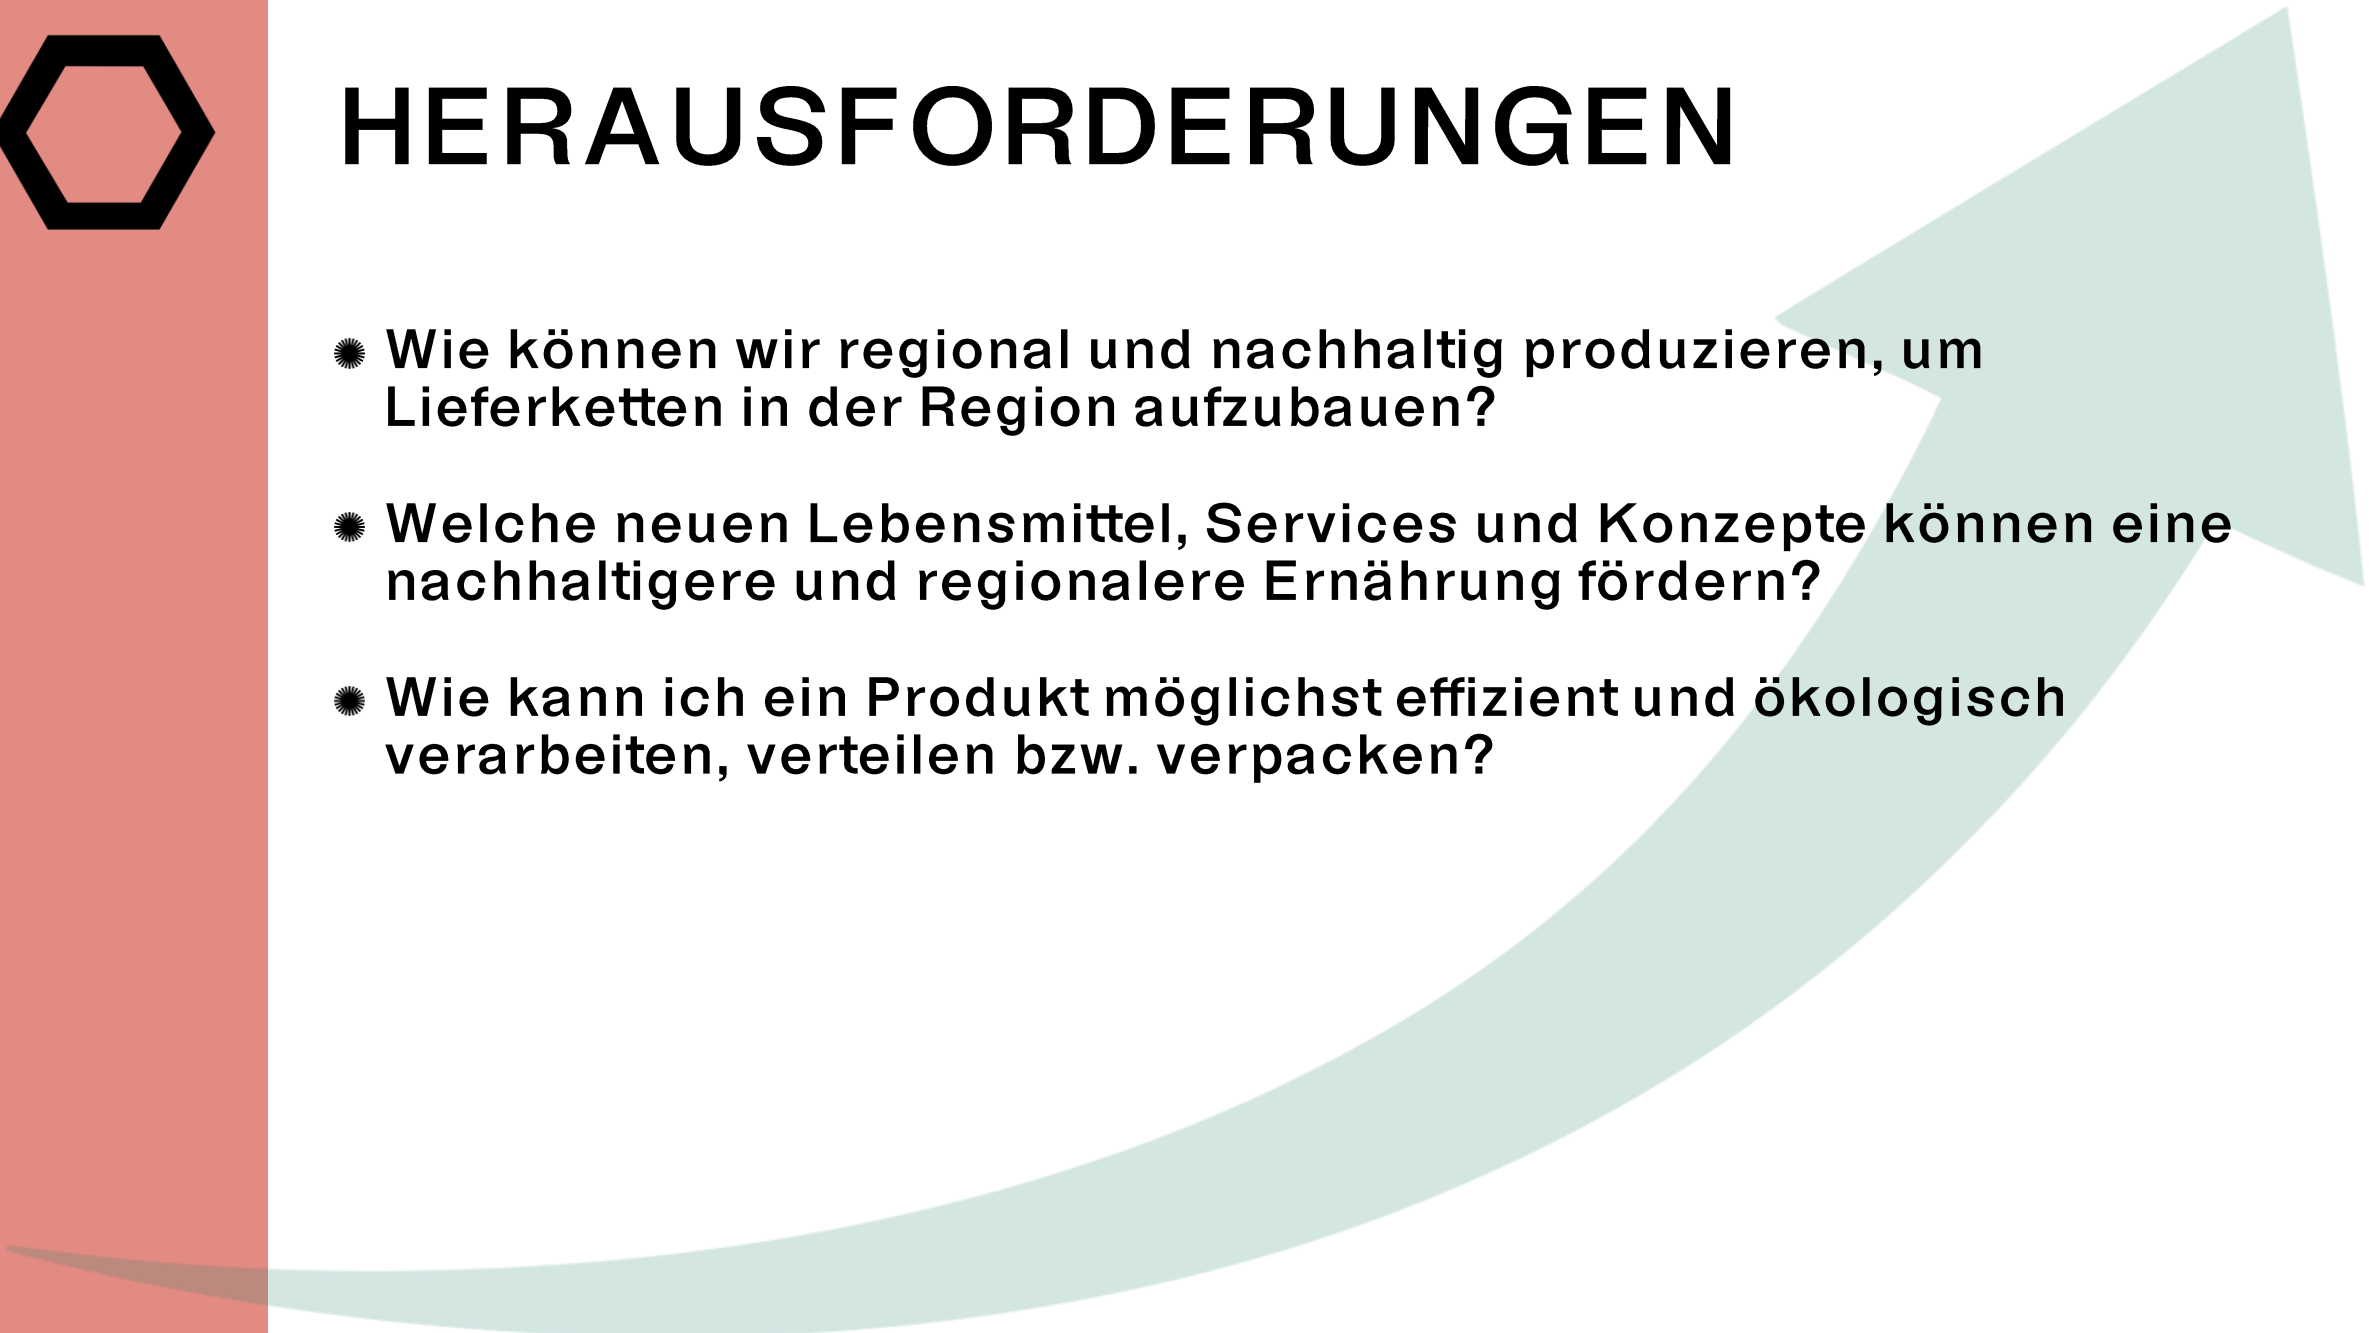 HERAUSFORDERUNGEN
Wie können wir regional und nachhaltig produzieren, um
Lieferketten in der Region aufzubauen?
Welche neuen Lebensmittel, Services und Konzepte können eine
nachhaltigere und regionalere Ernährung fördern?
Wie kann ich ein Produkt möglichst effizient und ökologisch
verarbeiten, verteilen bzw. verpacken?